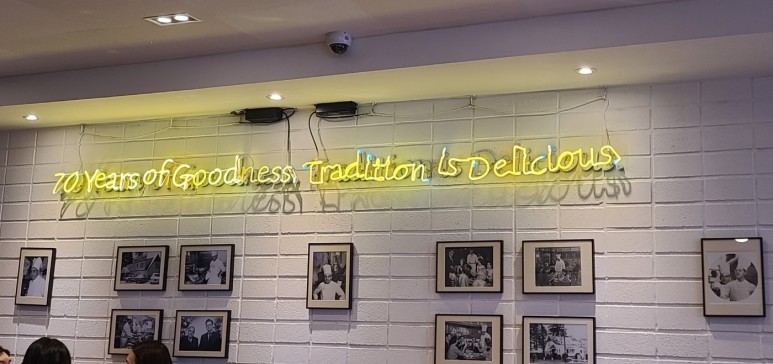 70 Years of Goodness, Tradition is Delicious.